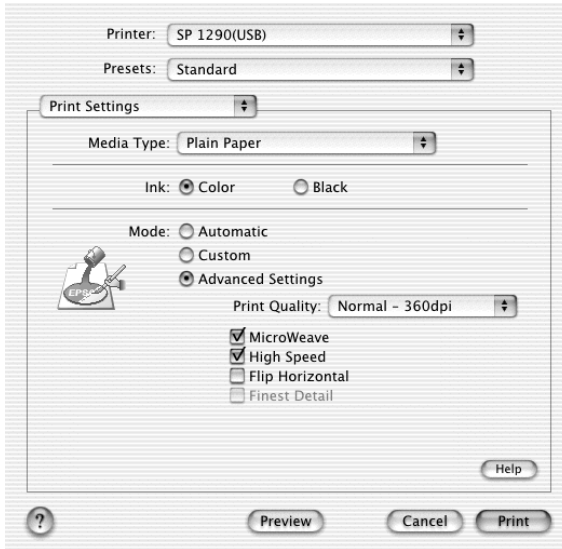 Printer: SP 1290(USB)
Presets: Standard
Print Settings
Media Type: Plain Paper
Ink: Color Black
Mode: Automatic
Custom
Advanced Settings
Print Quality: Normal – 360dpi
MicroWeave
High Speed
Flip Horizontal
Finest Detail
Help
? Preview Cancel Print